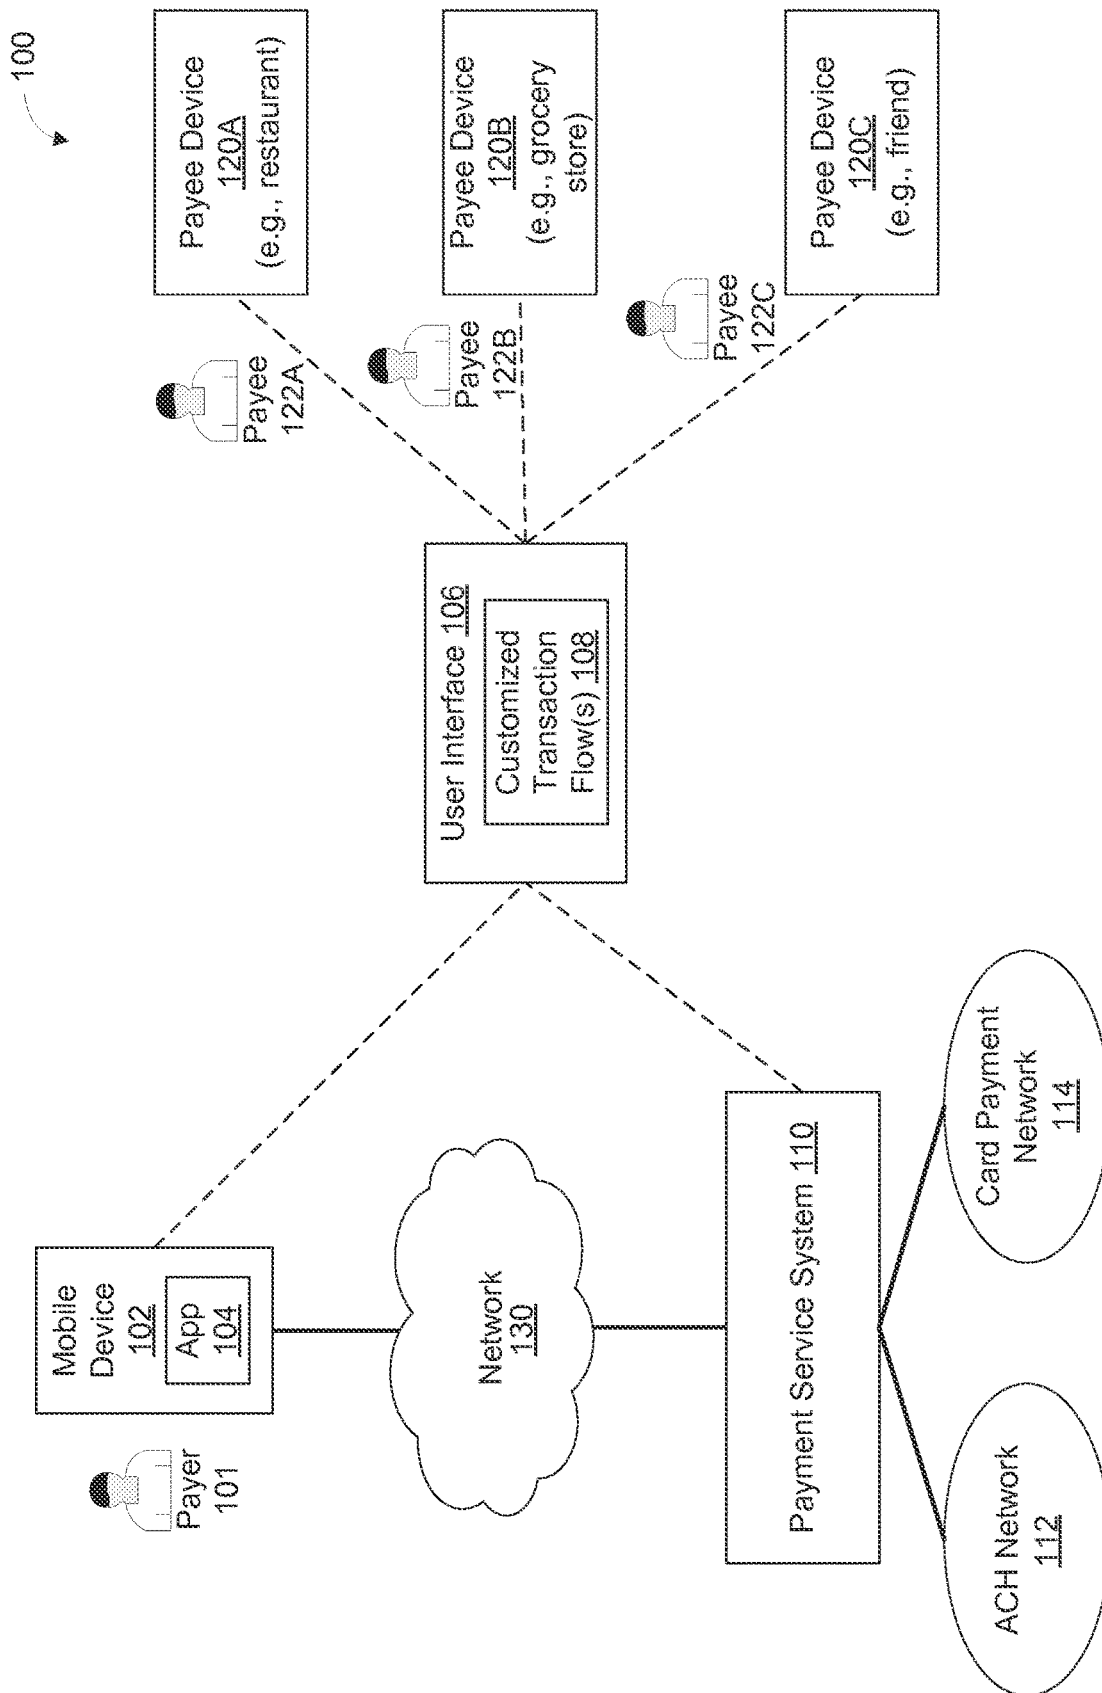 100
Payer
101
Mobile
Device
102
App
104
Network
130
Payment Service System 110
ACH Network
112
Card Payment
Network
114
User Interface 106
Customized
Transaction
Flow(s) 108
Payee
122A
Payee
122B
Payee
122C
Payee Device
120A
(e.g., restaurant)
Payee Device
120B
(e.g., grocery
store)
Payee Device
120C
(e.g., friend)